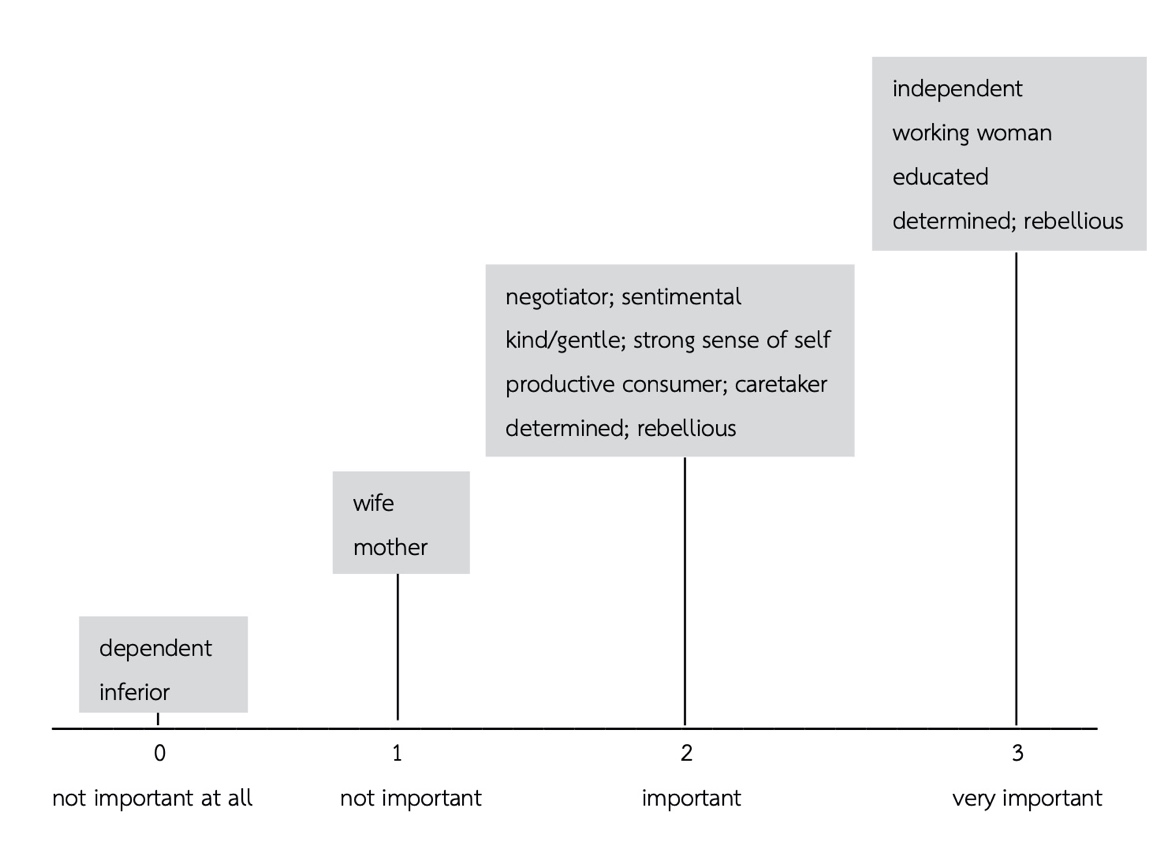 independent
working woman
educated
determined; rebellious
negotiator; sentimental
kind/gentle; strong sense of self
productive consumer; caretaker
determined; rebellious
wife
mother
dependent
inferior
0 1 2 3
not important at all not important important very important